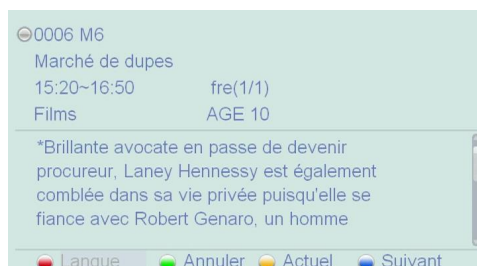 0006 M6
Marché de dupes
15:20~16:50 fre(1/1)
Films AGE 10
*Brillante avocate en passe de devenir
procureur, Laney Hennessy est également
comblée dans sa vie privée puisqu'elle se
fiance avec Robert Genaro, un homme
Langue Annuler Actuel Suivant